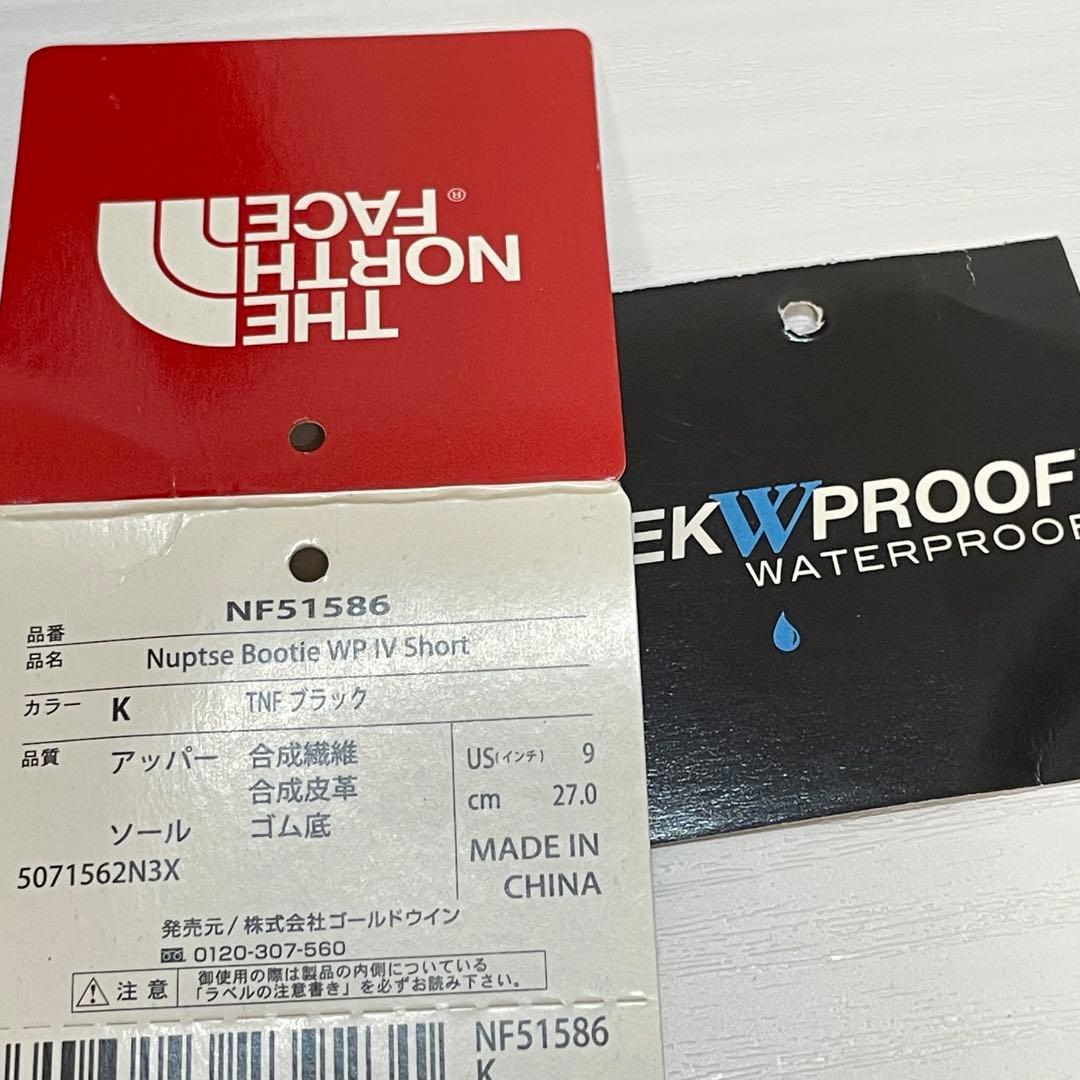 THE
NORTH
FACE®
EKWPROOF
WATERPROOF
NF51586
品番
品名 Nuptse Bootie WP IV Short
カラー K TNF ブラック
品質 アッパー 合成繊維
合成皮革
ソール ゴム底
5071562N3X
US(インチ) 9
cm 27.0
MADE IN
CHINA
発売元/株式会社ゴールドウイン
0120-307-560
注意 御使用の際は製品の内側についている
「ラベルの注意書き」を必ずお読み下さい。
NF51586
K